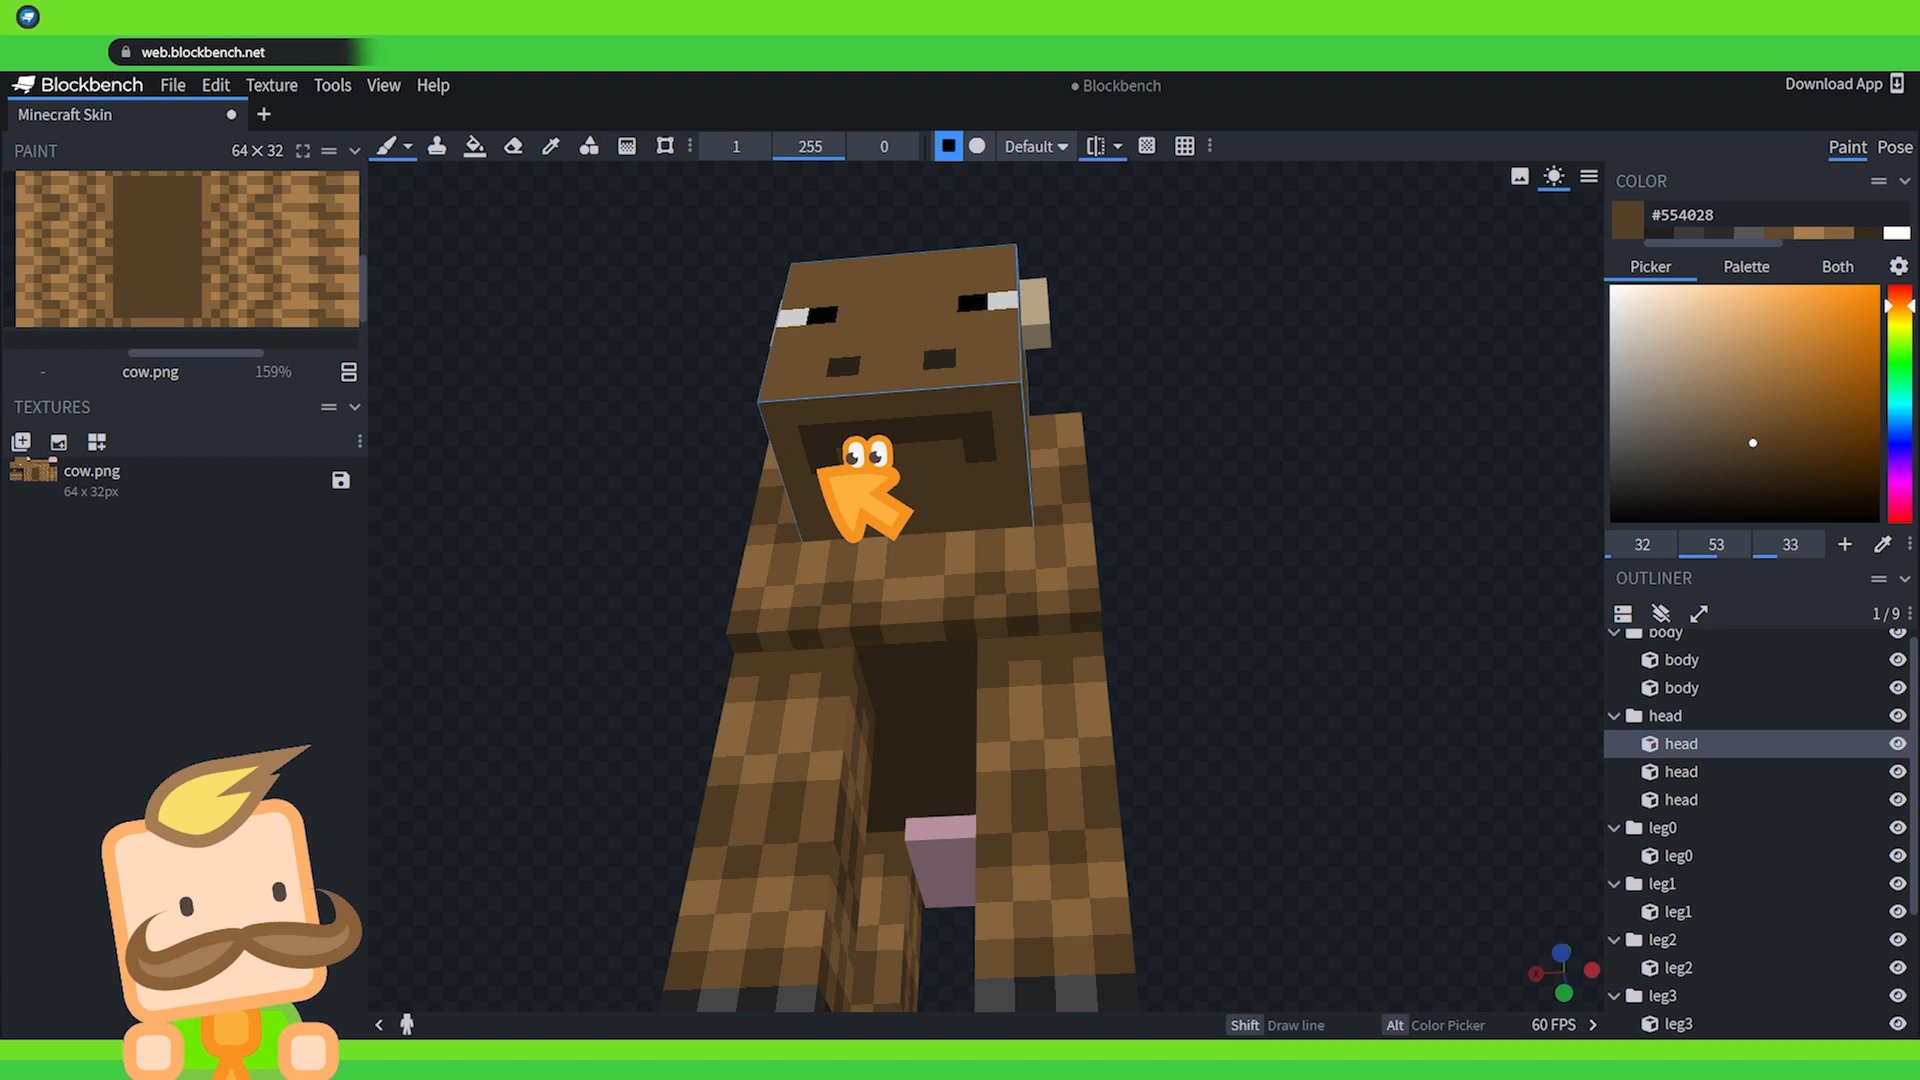 web.blockbench.net
Blockbench File Edit Texture Tools View Help
Blockbench
Download App
Minecraft Skin
PAINT 64 × 32
1 255 0
Default
Paint Pose
COLOR
#554028
Picker Palette Both
cow.png 159%
TEXTURES
cow.png
64 x 32px
32 53 33
OUTLINER
1 / 9
body
body
body
head
head
head
head
leg0
leg0
leg1
leg1
leg2
leg2
leg3
leg3
X
Shift Draw line Alt Color Picker 60 FPS